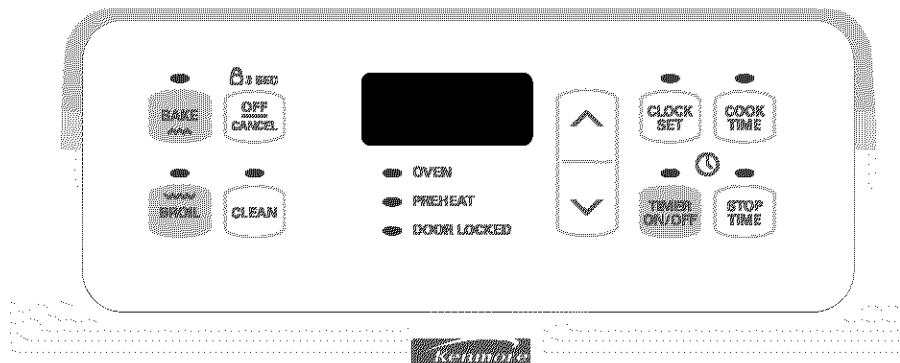 3 SEC
BAKE
OFF
CANCEL
CLOCK
SET
COOK
TIME
OVEN
PREHEAT
DOOR LOCKED
BROIL
CLEAN
TIMER
ON/OFF
STOP
TIME
Kenmore